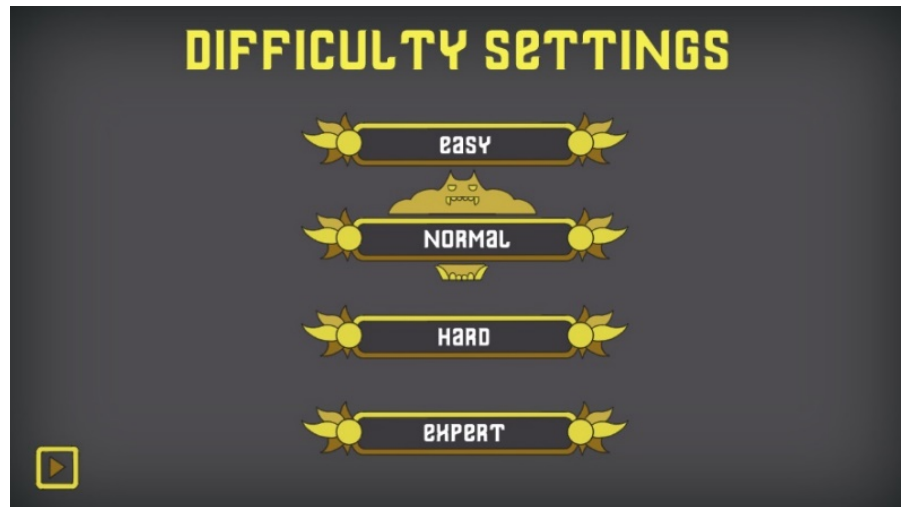 DIFFICULTY SeTTINGS
easy
NORMaL
HaRD
eXPeRT